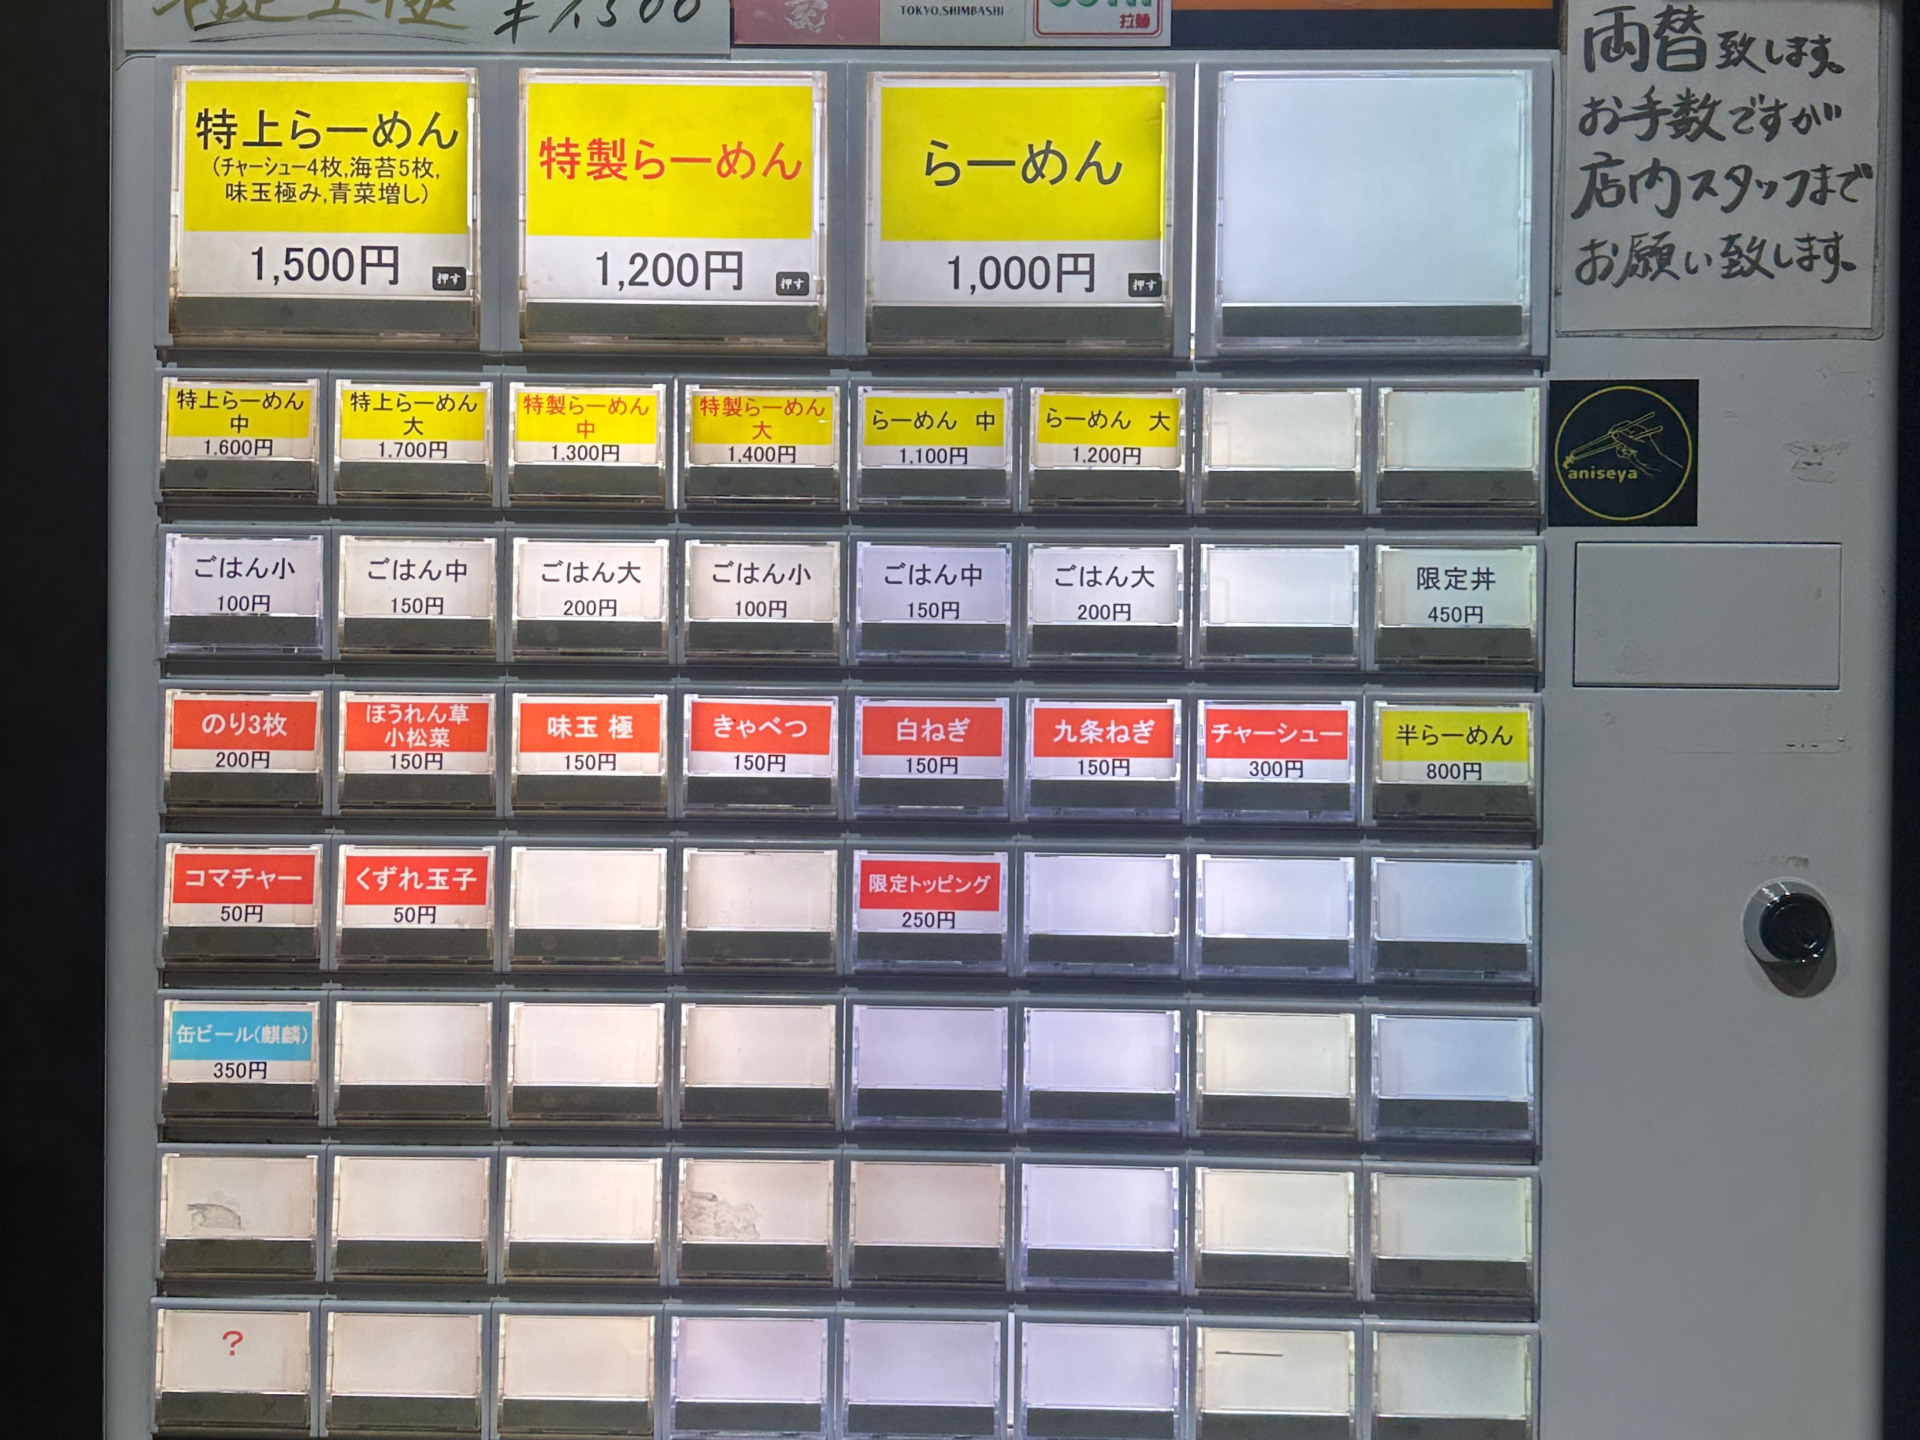 ¥1,500
TOKYO,SHIMBASHI
拉麺
両替致します。
お手数ですが
店内スタッフまで
お願い致します。
特上らーめん
(チャーシュー4枚,海苔5枚,
味玉極み,青菜増し)
1,500円
押す
特製らーめん
1,200円
押す
らーめん
1,000円
押す
特上らーめん
中
1,600円
特上らーめん
大
1,700円
特製らーめん
中
1,300円
特製らーめん
大
1,400円
らーめん 中
1,100円
らーめん 大
1,200円
aniseya
ごはん小
100円
ごはん中
150円
ごはん大
200円
ごはん小
100円
ごはん中
150円
ごはん大
200円
限定丼
450円
のり3枚
200円
ほうれん草
小松菜
150円
味玉 極
150円
きゃべつ
150円
白ねぎ
150円
九条ねぎ
150円
チャーシュー
300円
半らーめん
800円
コマチャー
50円
くずれ玉子
50円
限定トッピング
250円
缶ビール(麒麟)
350円
?